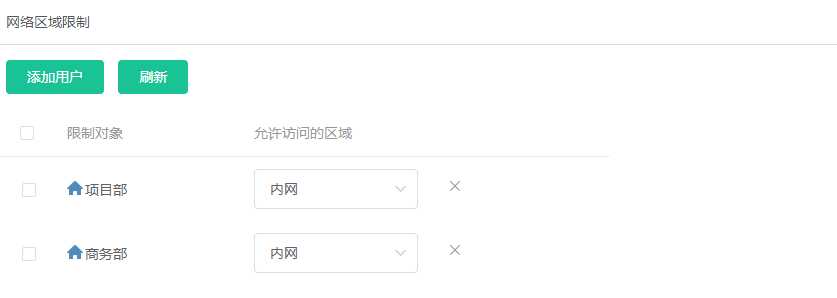 网络区域限制
添加用户 刷新
限制对象 允许访问的区域
项目部 内网
商务部 内网